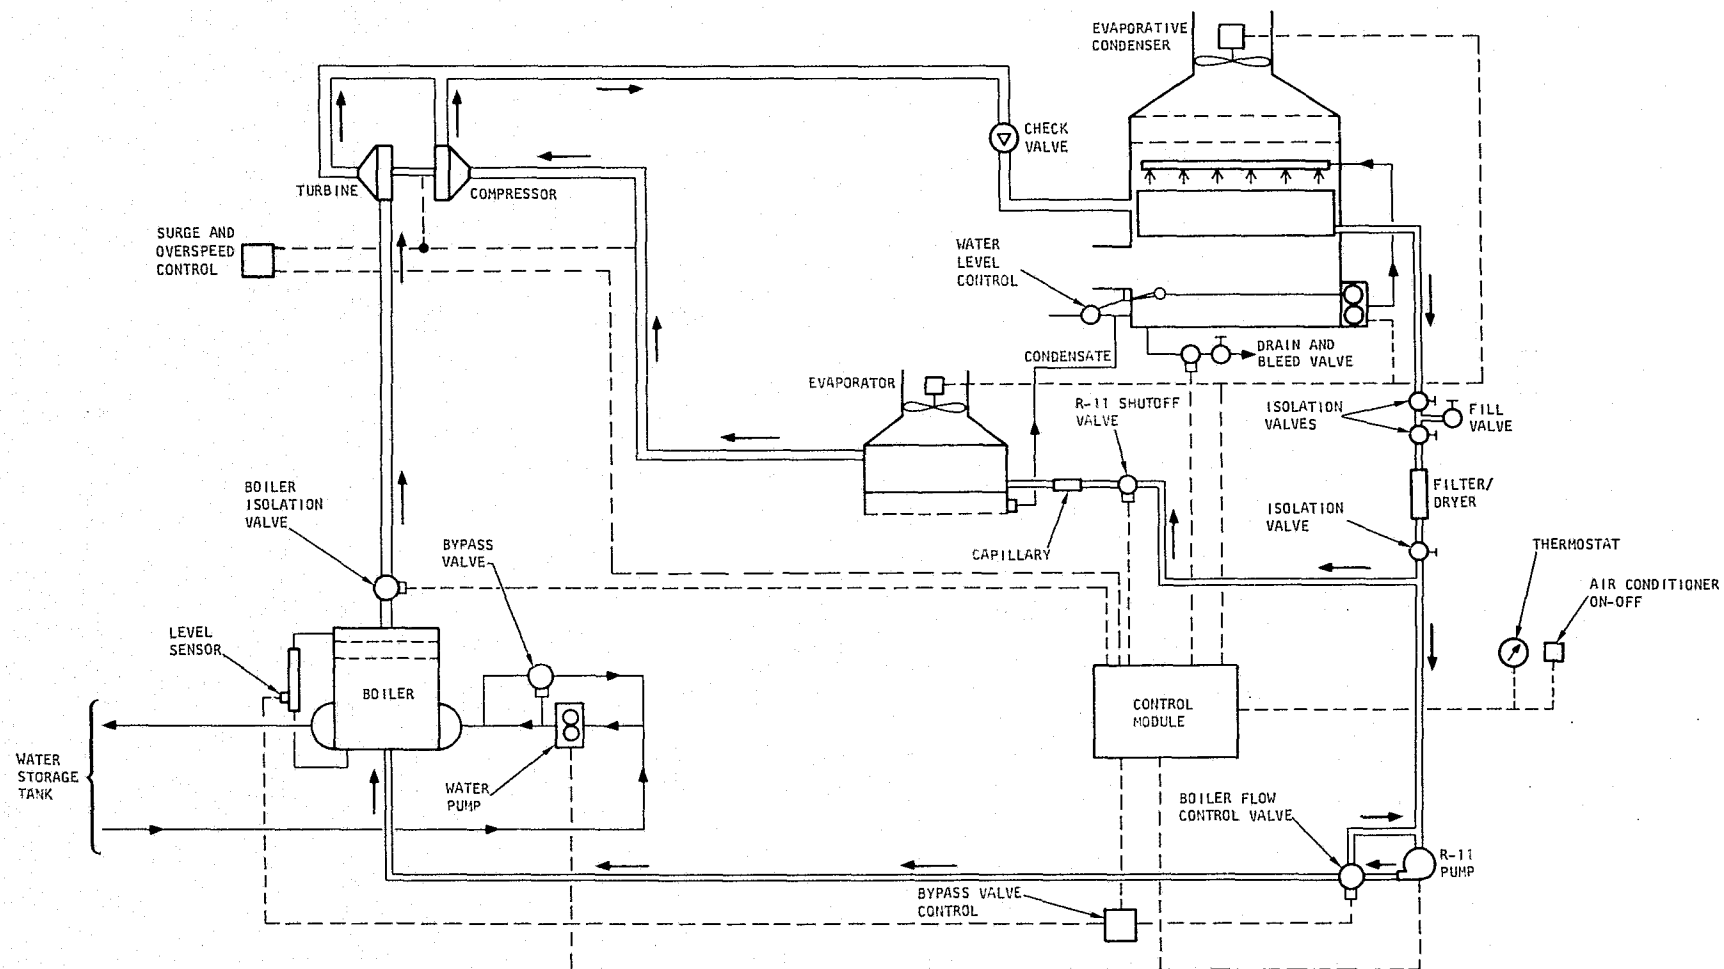 EVAPORATIVE
CONDENSER
CHECK
VALVE
TURBINE
COMPRESSOR
SURGE AND
OVERSPEED
CONTROL
WATER
LEVEL
CONTROL
CONDENSATE
DRAIN AND
BLEED VALVE
EVAPORATOR
R-11 SHUTOFF
VALVE
ISOLATION
VALVES
FILL
VALVE
BOILER
ISOLATION
VALVE
FILTER/
DRYER
ISOLATION
VALVE
BYPASS
VALVE
CAPILLARY
THERMOSTAT
AIR CONDITIONER
ON-OFF
LEVEL
SENSOR
BOILER
CONTROL
MODULE
WATER
STORAGE
TANK
WATER
PUMP
BOILER FLOW
CONTROL VALVE
R-11
PUMP
BYPASS VALVE
CONTROL